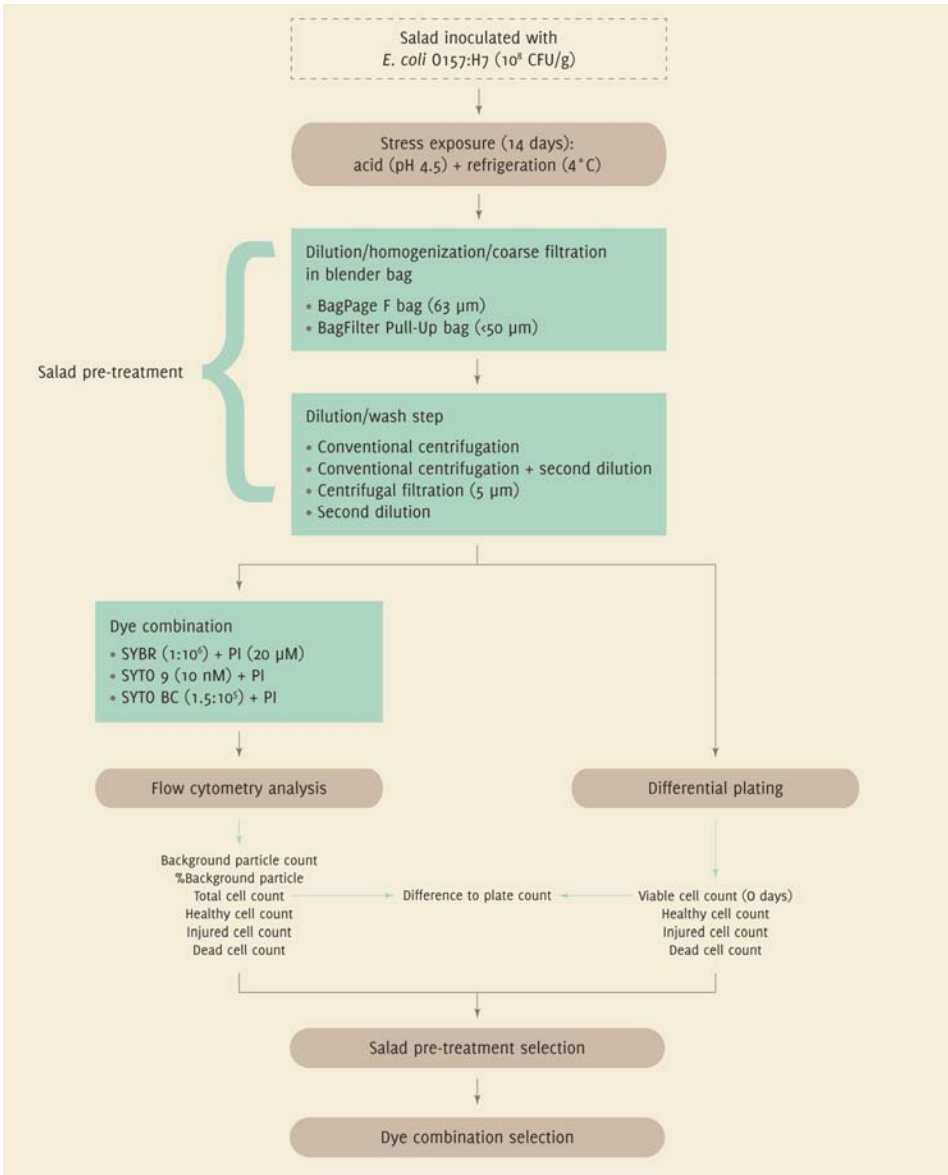 Salad inoculated with
E. coli O157:H7 (10⁸ CFU/g)
Stress exposure (14 days):
acid (pH 4.5) + refrigeration (4°C)
Salad pre-treatment
Dilution/homogenization/coarse filtration
in blender bag
• BagPage F bag (63 µm)
• BagFilter Pull-Up bag (<50 µm)
Dilution/wash step
• Conventional centrifugation
• Conventional centrifugation + second dilution
• Centrifugal filtration (5 µm)
• Second dilution
Dye combination
• SYBR (1:10⁶) + PI (20 µM)
• SYTO 9 (10 nM) + PI
• SYTO BC (1.5:10⁵) + PI
Flow cytometry analysis
Differential plating
Background particle count
%Background particle
Total cell count
Healthy cell count
Injured cell count
Dead cell count
Difference to plate count
Viable cell count (0 days)
Healthy cell count
Injured cell count
Dead cell count
Salad pre-treatment selection
Dye combination selection